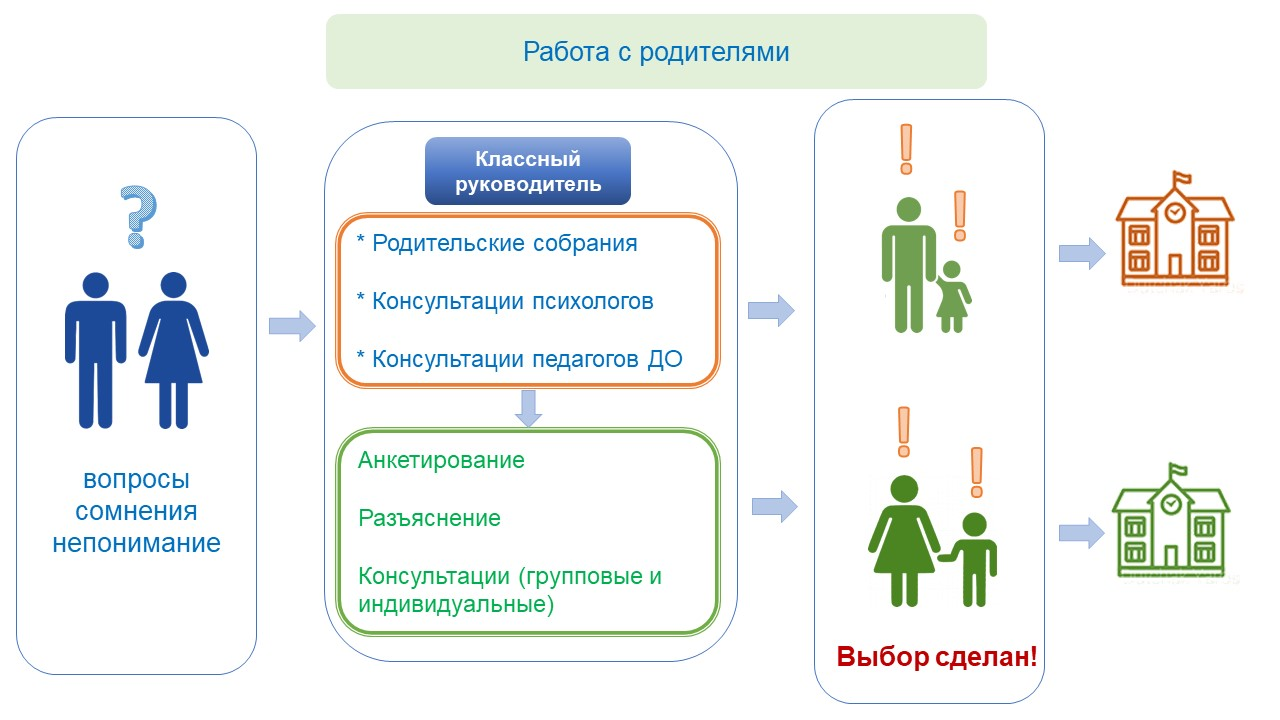 Работа с родителями
?
вопросы
сомнения
непонимание
Классный
руководитель
* Родительские собрания
* Консультации психологов
* Консультации педагогов ДО
Анкетирование
Разъяснение
Консультации (групповые и
индивидуальные)
!
!
!
!
Выбор сделан!